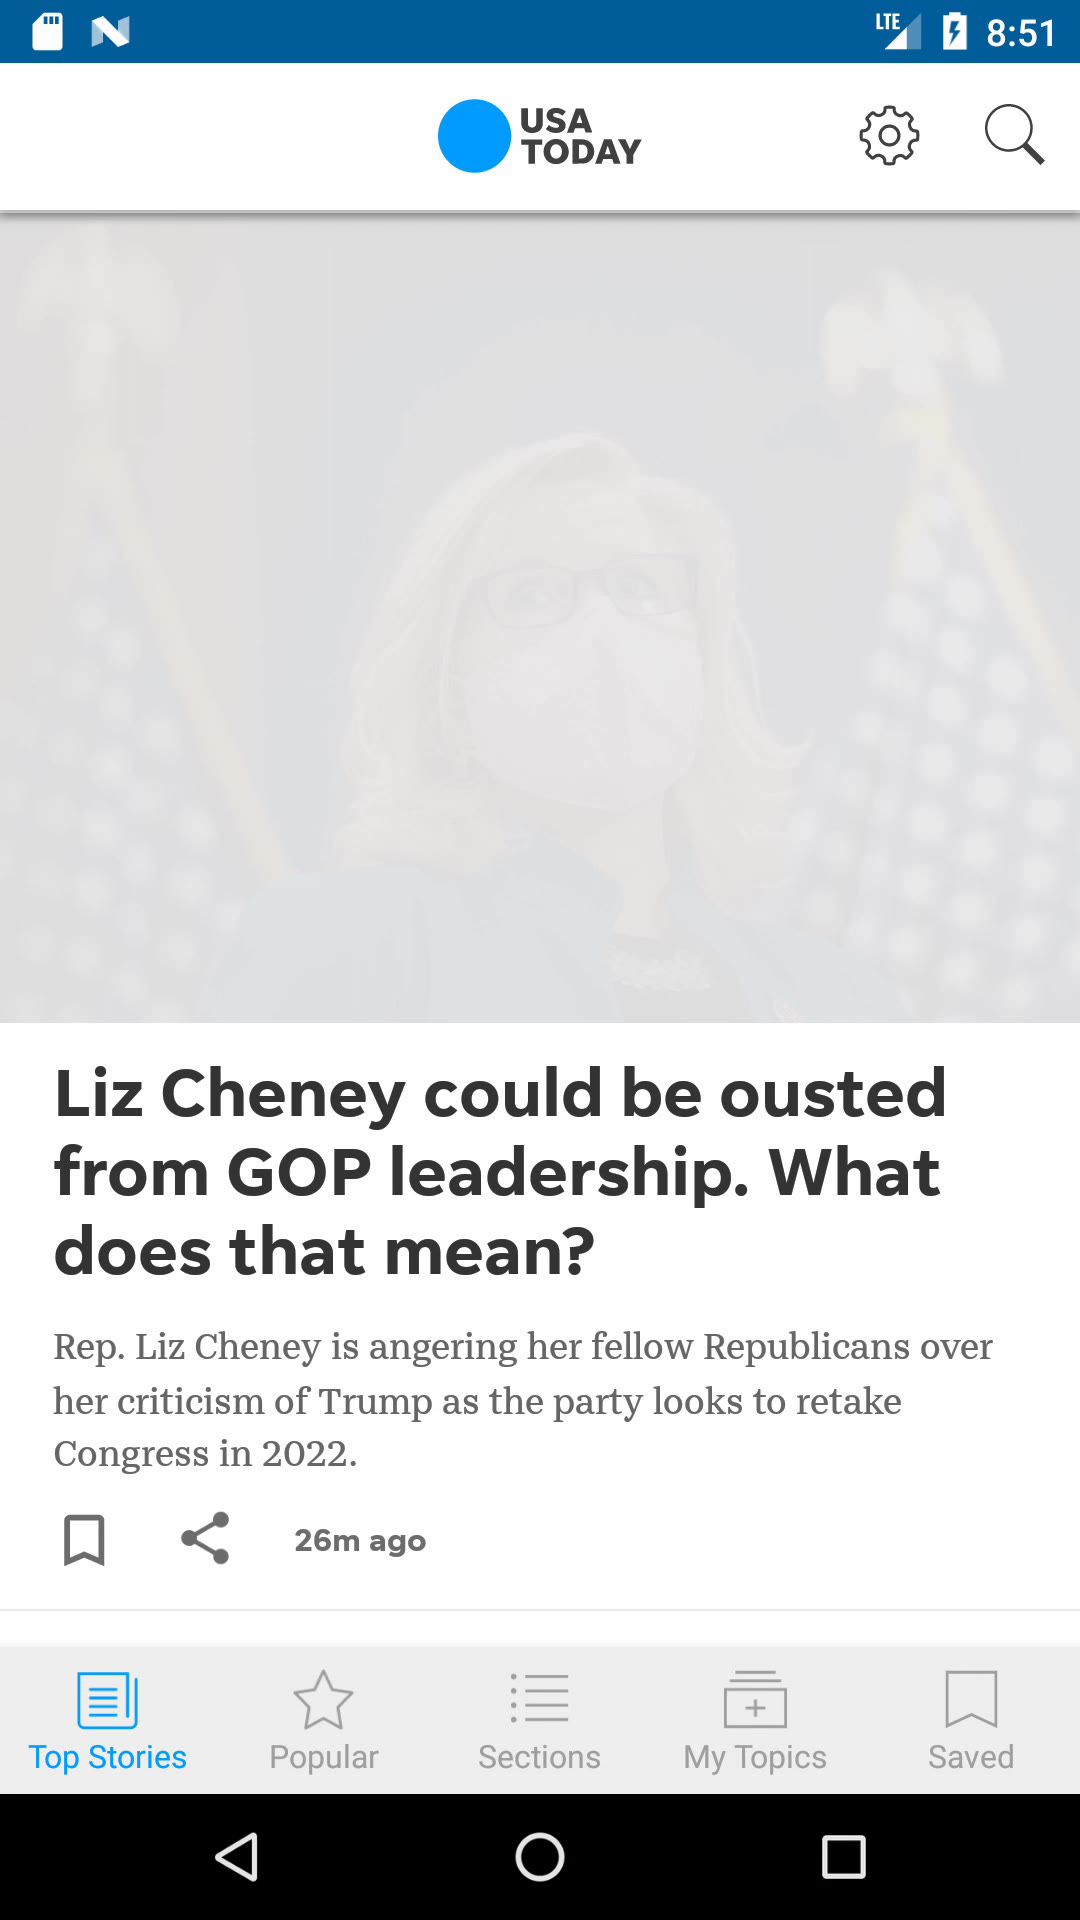 LTE 8:51
USA
TODAY
Liz Cheney could be ousted
from GOP leadership. What
does that mean?
Rep. Liz Cheney is angering her fellow Republicans over
her criticism of Trump as the party looks to retake
Congress in 2022.
26m ago
Top Stories Popular Sections My Topics Saved